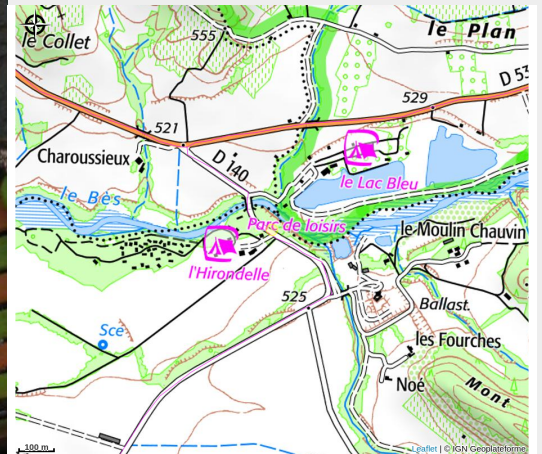 le Plan
le Collet
555
D 53
529
521
D 140
Charoussieux
le Lac Bleu
le Bès
Parc de loisirs
le Moulin Chauvin
l'Hirondelle
525
Ballast.
Sce
les Fourches
Noé
Mont
100 m
Leaflet | © IGN Geoplateforme